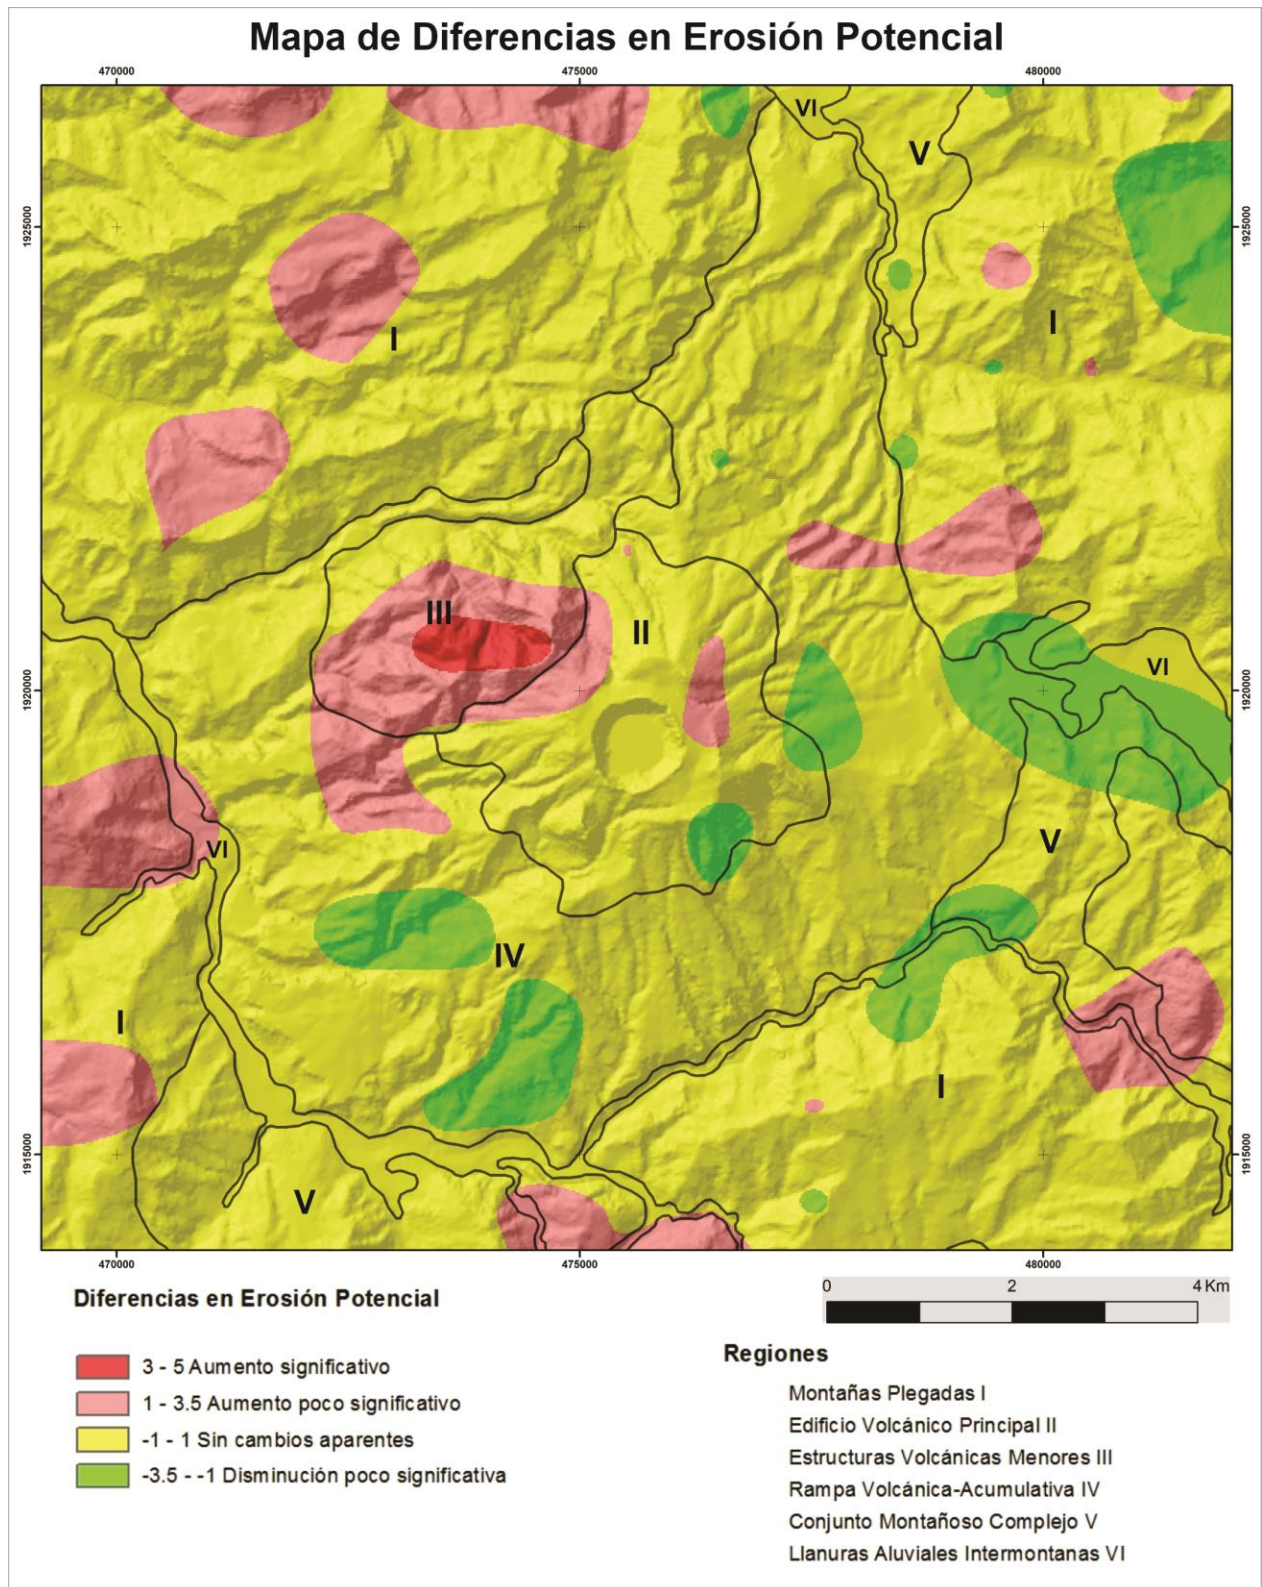 Mapa de Diferencias en Erosión Potencial
470000 475000 480000
VI
V
1925000 1925000
I
I
III
II
VI
1920000 1920000
V
VI
IV
I
I
1915000 1915000
V
470000 475000 480000
Diferencias en Erosión Potencial
3 - 5 Aumento significativo
1 - 3.5 Aumento poco significativo
-1 - 1 Sin cambios aparentes
-3.5 - -1 Disminución poco significativa
0 2 4 Km
Regiones
Montañas Plegadas I
Edificio Volcánico Principal II
Estructuras Volcánicas Menores III
Rampa Volcánica-Acumulativa IV
Conjunto Montañoso Complejo V
Llanuras Aluviales Intermontanas VI